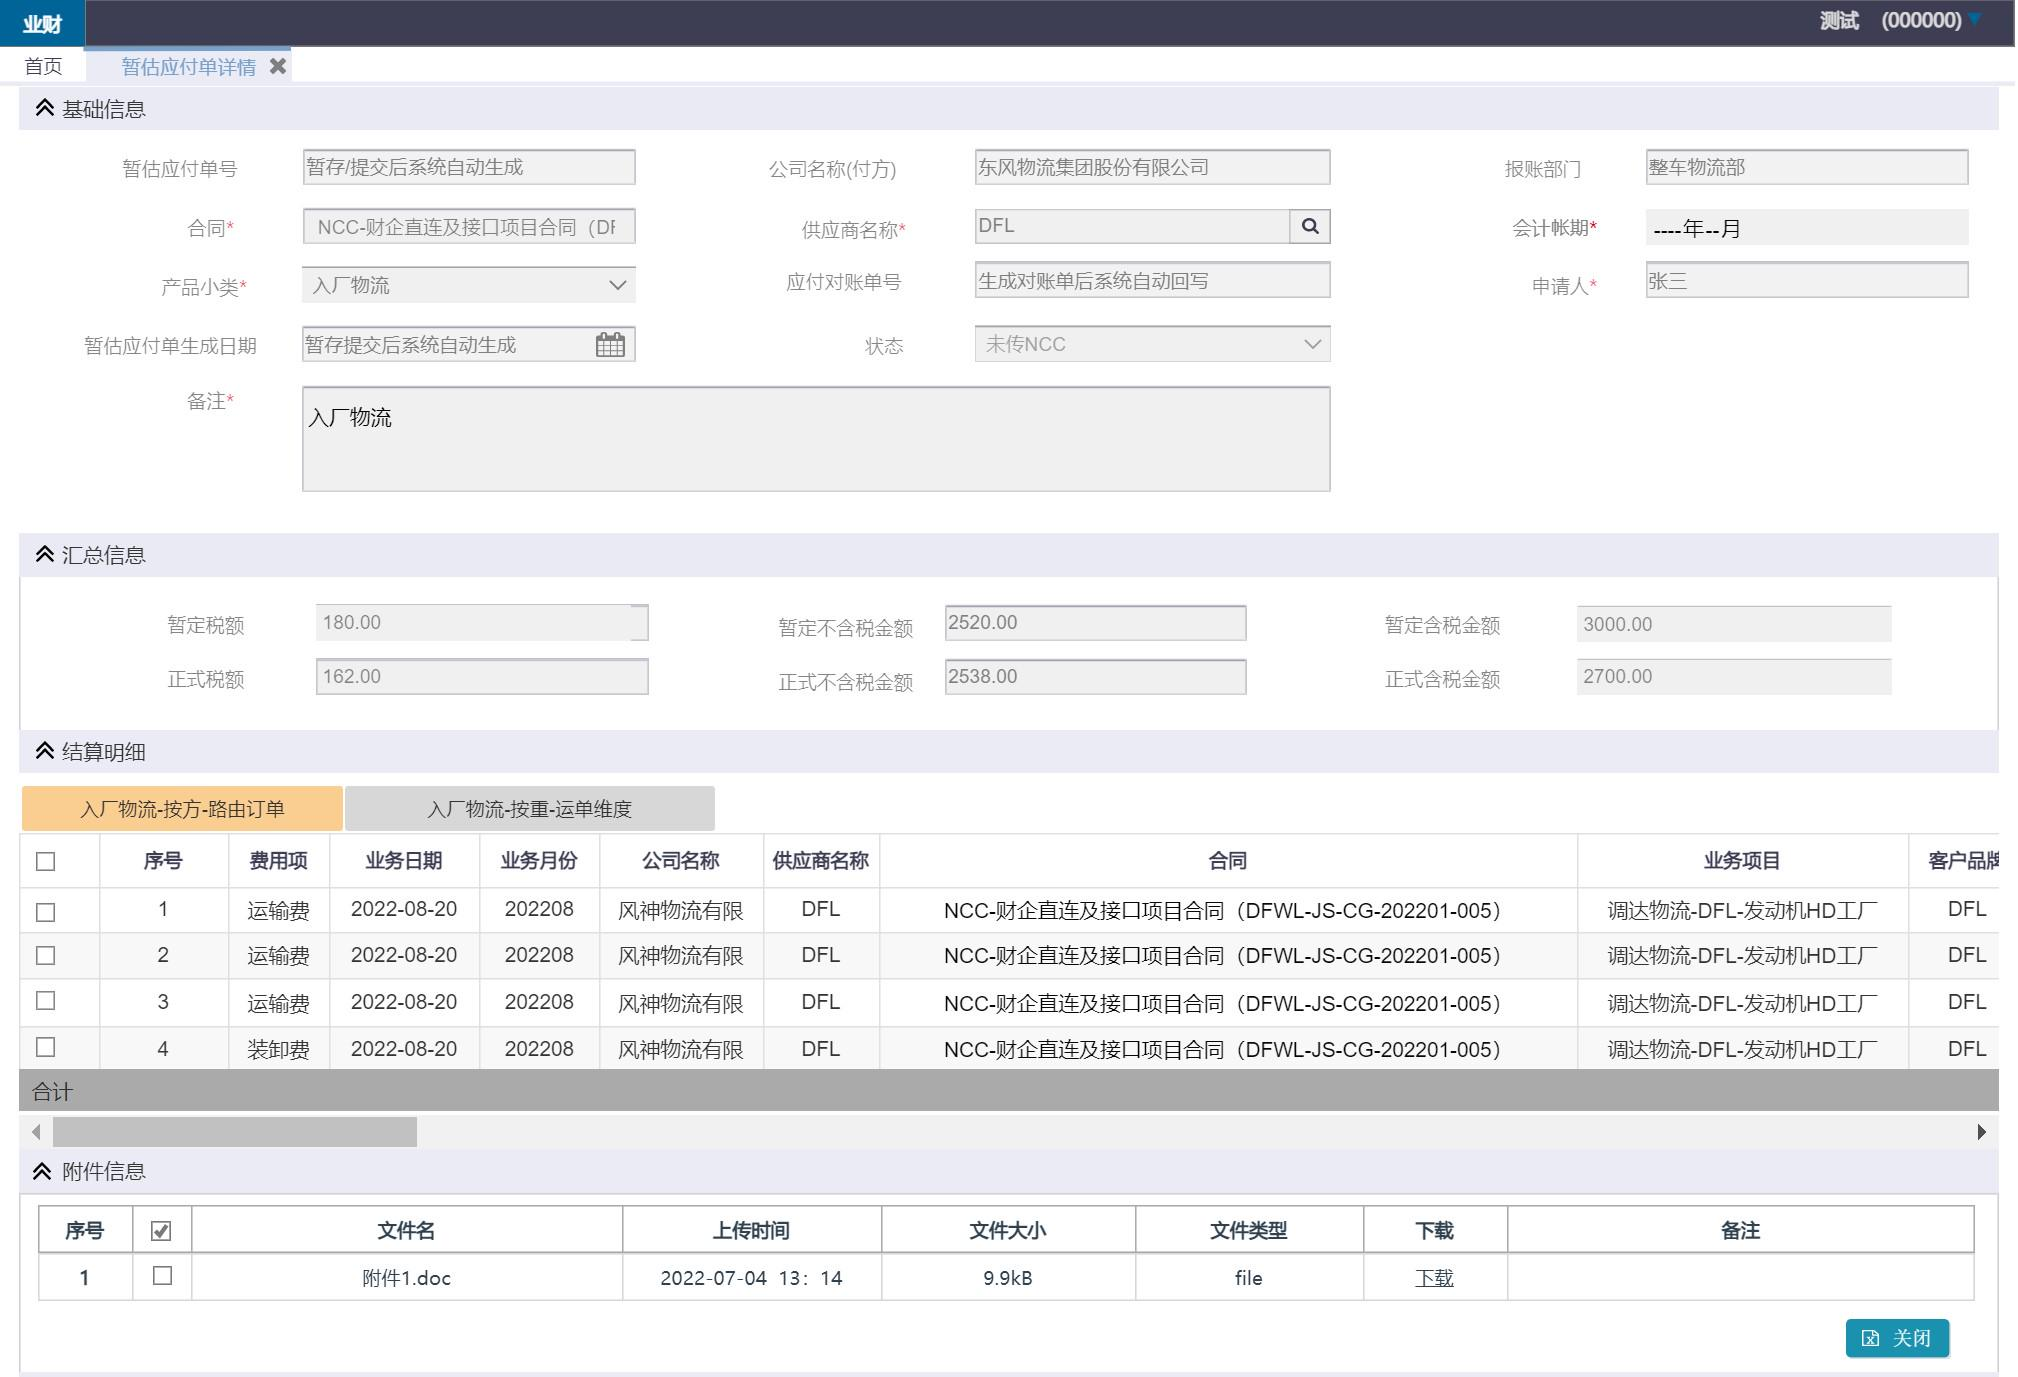 业财
测试 (000000)
首页 暂估应付单详情
基础信息
暂估应付单号 暂存/提交后系统自动生成 公司名称(付方) 东风物流集团股份有限公司 报账部门 整车物流部
合同* NCC-财企直连及接口项目合同（DF 供应商名称* DFL 会计帐期* ----年--月
产品小类* 入厂物流 应付对账单号 生成对账单后系统自动回写 申请人* 张三
暂估应付单生成日期 暂存提交后系统自动生成 状态 未传NCC
备注* 入厂物流
汇总信息
暂定税额 180.00 暂定不含税金额 2520.00 暂定含税金额 3000.00
正式税额 162.00 正式不含税金额 2538.00 正式含税金额 2700.00
结算明细
入厂物流-按方-路由订单 入厂物流-按重-运单维度
序号 费用项 业务日期 业务月份 公司名称 供应商名称 合同 业务项目 客户品牌
1 运输费 2022-08-20 202208 风神物流有限 DFL NCC-财企直连及接口项目合同（DFWL-JS-CG-202201-005） 调达物流-DFL-发动机HD工厂 DFL
2 运输费 2022-08-20 202208 风神物流有限 DFL NCC-财企直连及接口项目合同（DFWL-JS-CG-202201-005） 调达物流-DFL-发动机HD工厂 DFL
3 运输费 2022-08-20 202208 风神物流有限 DFL NCC-财企直连及接口项目合同（DFWL-JS-CG-202201-005） 调达物流-DFL-发动机HD工厂 DFL
4 装卸费 2022-08-20 202208 风神物流有限 DFL NCC-财企直连及接口项目合同（DFWL-JS-CG-202201-005） 调达物流-DFL-发动机HD工厂 DFL
合计
附件信息
序号 文件名 上传时间 文件大小 文件类型 下载 备注
1 附件1.doc 2022-07-04 13：14 9.9kB file 下载
关闭